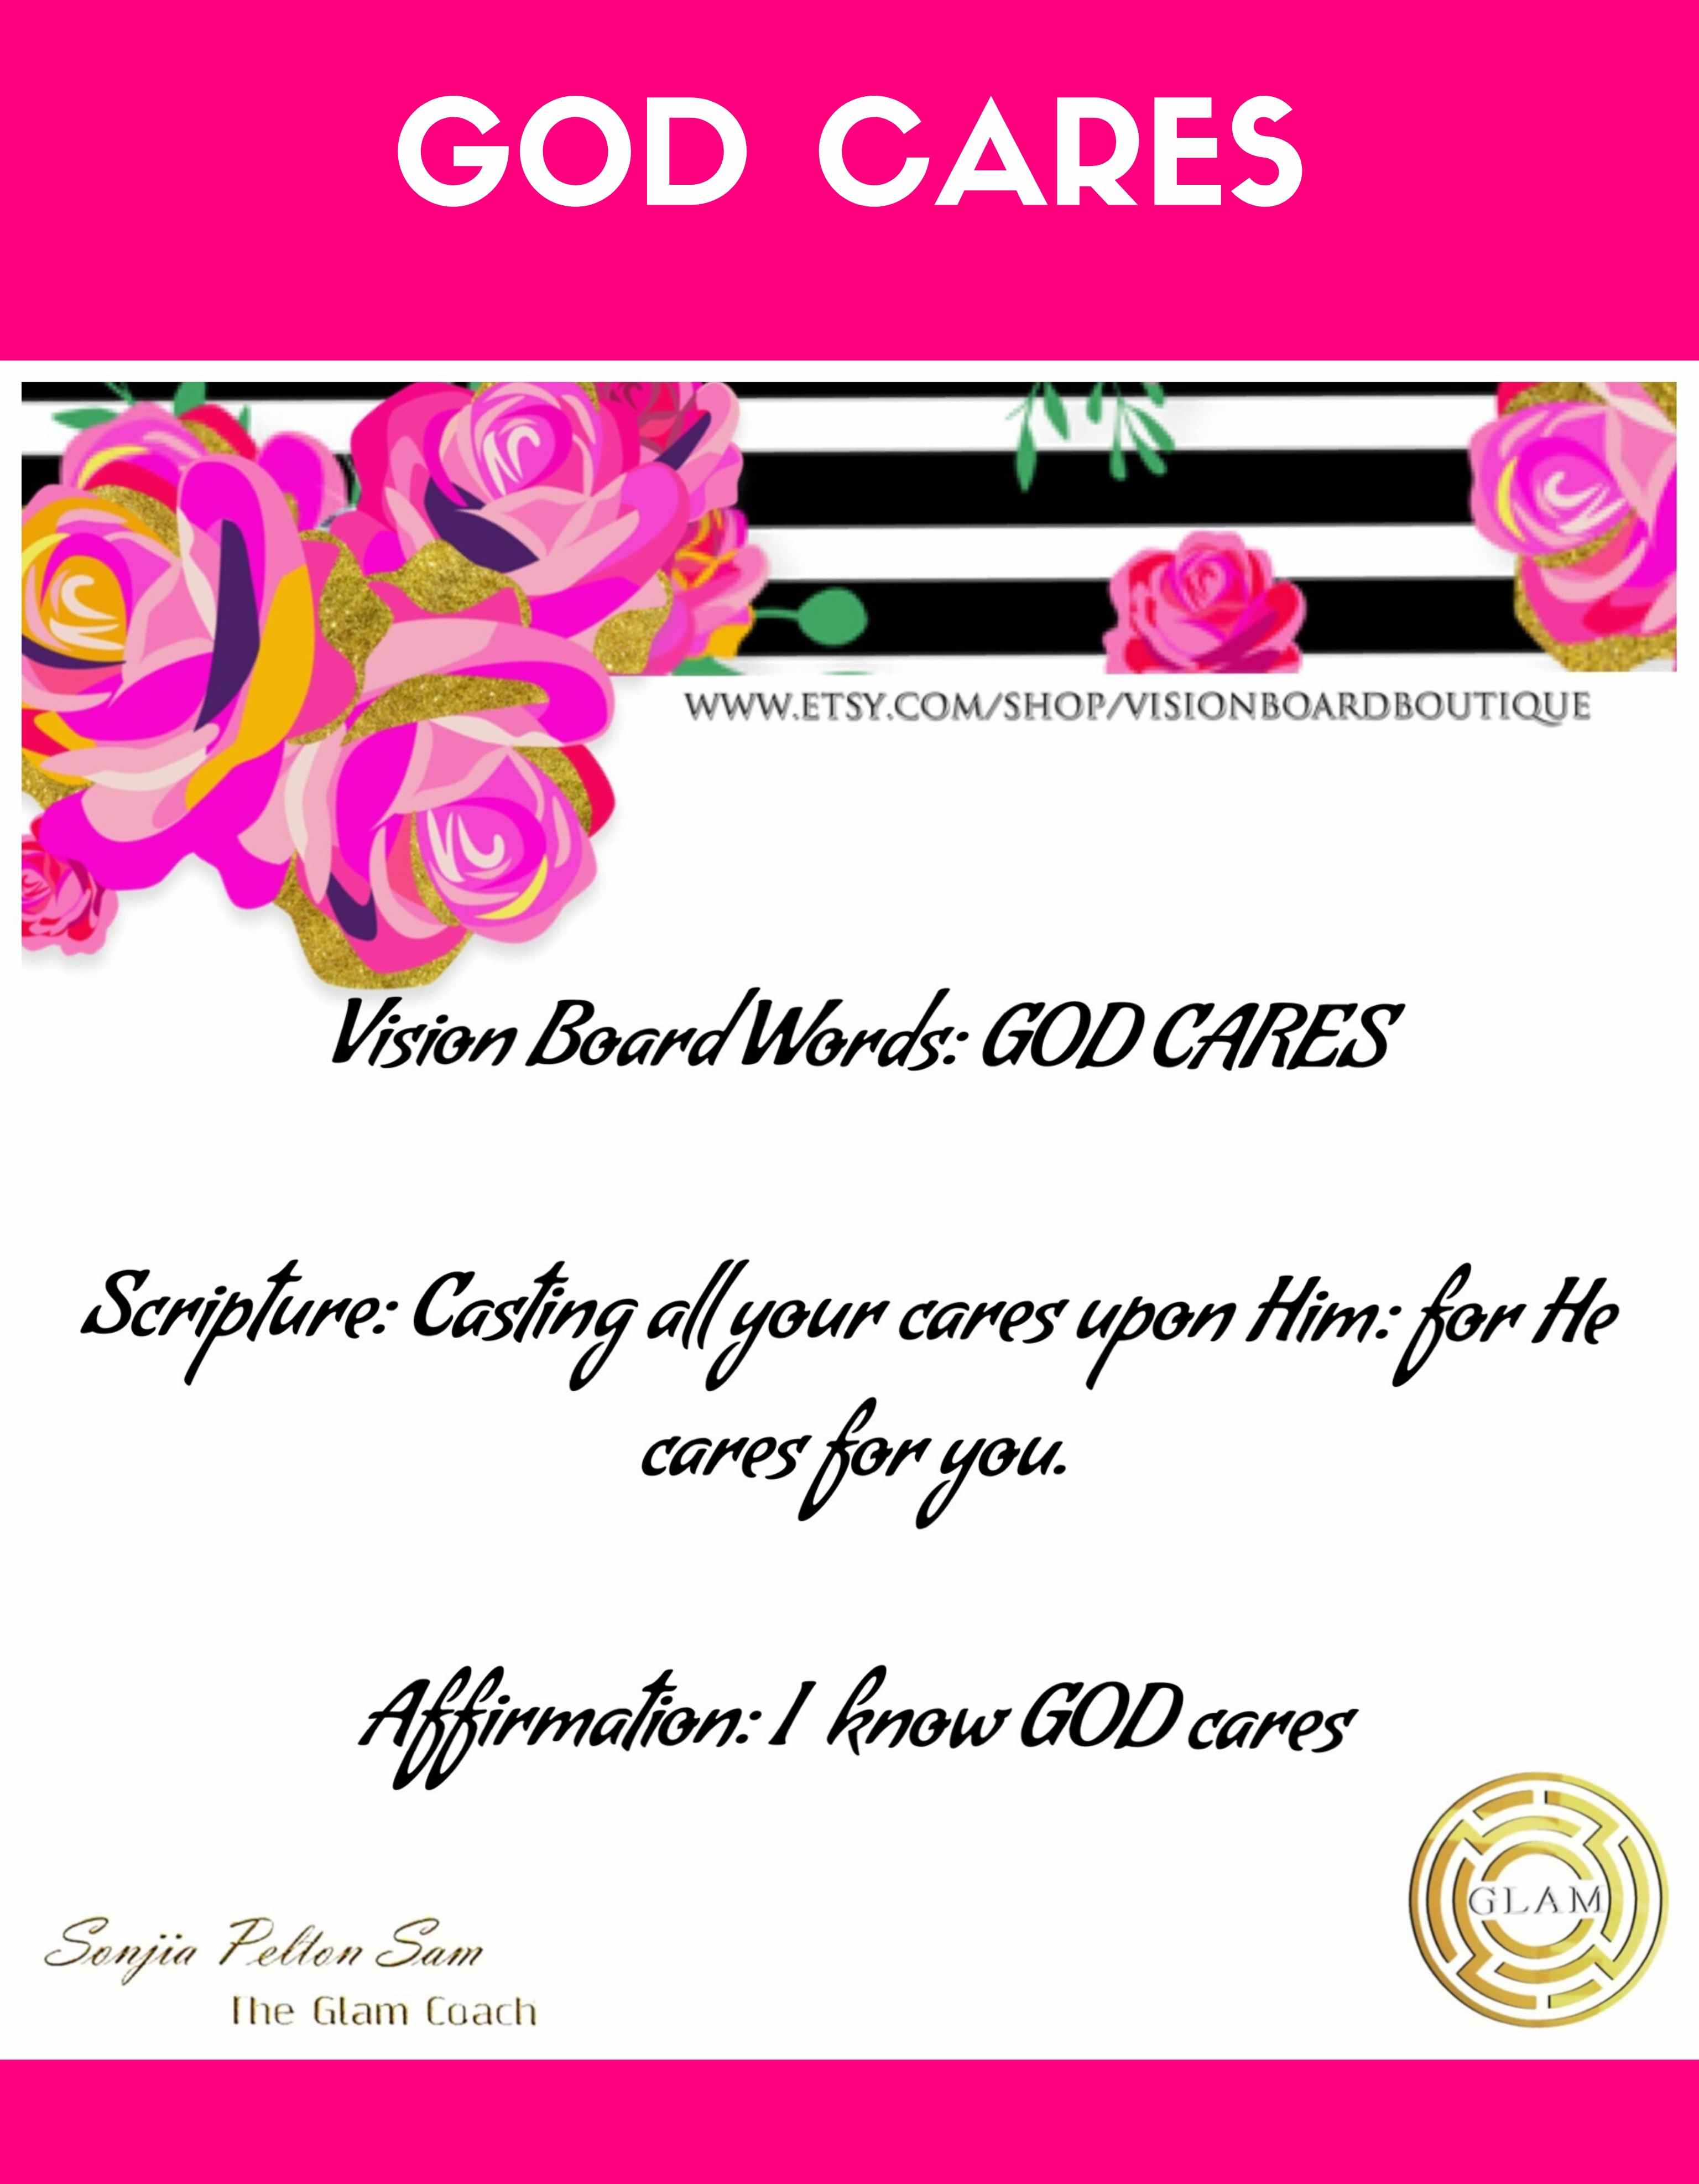 GOD CARES
WWW.ETSY.COM/SHOP/VISIONBOARDBOUTIQUE
Vision Board Words: GOD CARES
Scripture: Casting all your cares upon Him: for He
cares for you.
Affirmation: I know GOD cares
GLAM
Sonjia Pelton Sam
The Glam Coach